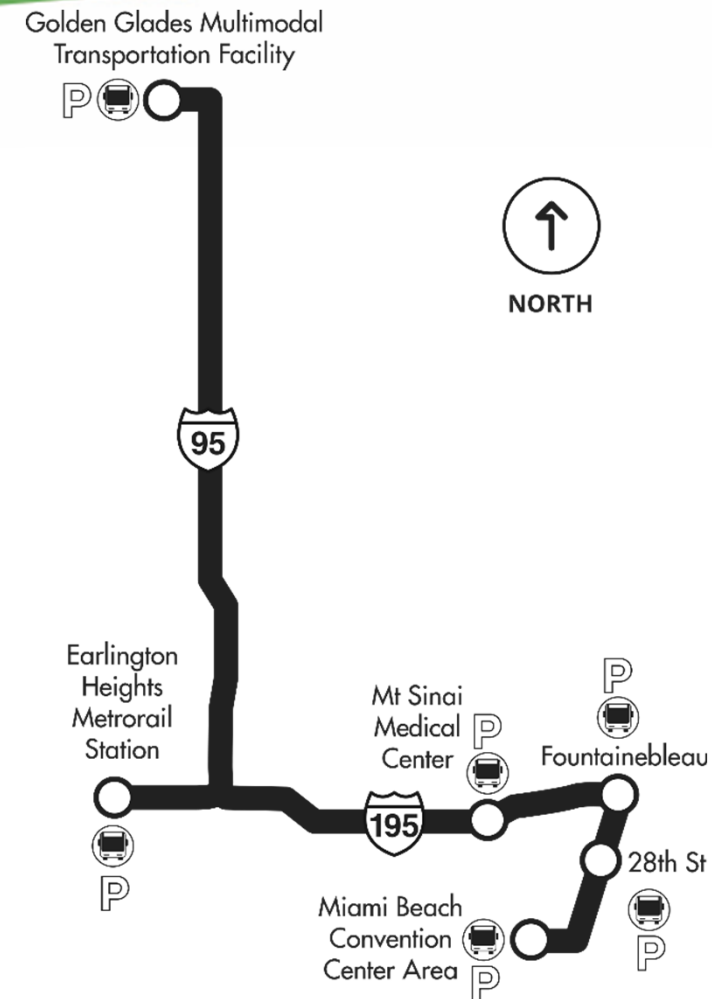 Golden Glades Multimodal
Transportation Facility
P
NORTH
95
Earlington
Heights
Metrorail
Station
P
Mt Sinai
Medical
Center
P
P
Fountainebleau
195
28th St
P
Miami Beach
Convention
Center Area
P